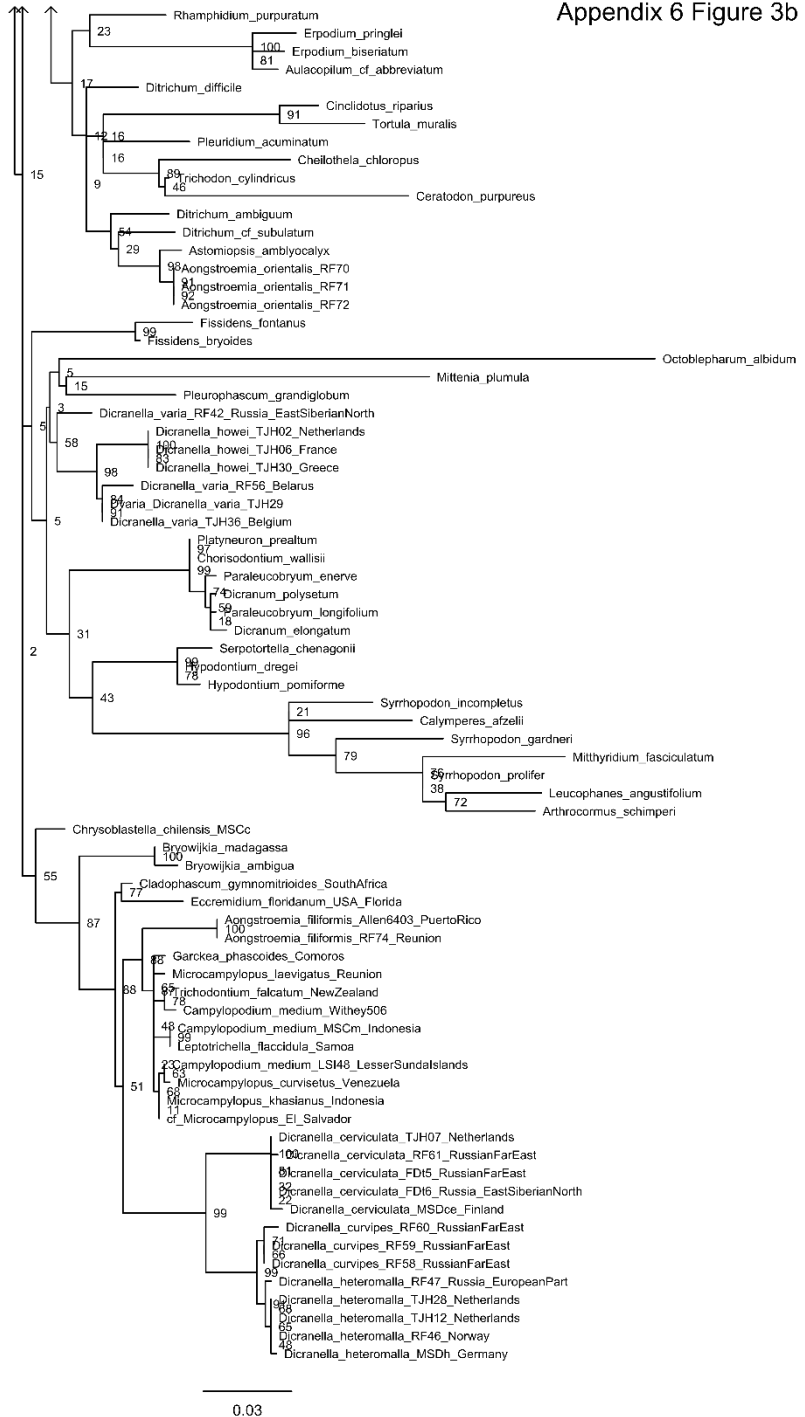 Appendix 6 Figure 3b
Rhamphidium_purpuratum
23
Erpodium_pringlei
100
Erpodium_biseriatum
81
Aulacopilum_cf_abbreviatum
17
Ditrichum_difficile
Cinclidotus_riparius
91
Tortula_muralis
12 16
Pleuridium_acuminatum
16
Cheilothela_chloropus
39
Trichodon_cylindricus
46
Ceratodon_purpureus
15
9
Ditrichum_ambiguum
54
Ditrichum_cf_subulatum
29
Astomiopsis_amblyocalyx
98
Aongstroemia_orientalis_RF70
91
Aongstroemia_orientalis_RF71
92
Aongstroemia_orientalis_RF72
Fissidens_fontanus
99
Fissidens_bryoides
Octoblepharum_albidum
5
Mittenia_plumula
15
Pleurophascum_grandiglobum
3
Dicranella_varia_RF42_Russia_EastSiberianNorth
5
58
Dicranella_howei_TJH02_Netherlands
100
Dicranella_howei_TJH06_France
83
Dicranella_howei_TJH30_Greece
98
Dicranella_varia_RF56_Belarus
84
Dvaria_Dicranella_varia_TJH29
91
Dicranella_varia_TJH36_Belgium
5
Platyneuron_prealtum
97
Chorisodontium_wallisii
99
Paraleucobryum_enerve
74
Dicranum_polysetum
59
Paraleucobryum_longifolium
18
Dicranum_elongatum
31
Serpotortella_chenagonii
99
Hypodontium_dregei
78
Hypodontium_pomiforme
2
43
Syrrhopodon_incompletus
21
Calymperes_afzelii
96
Syrrhopodon_gardneri
79
Mitthyridium_fasciculatum
76
Syrrhopodon_prolifer
38
Leucophanes_angustifolium
72
Arthrocormus_schimperi
Chrysoblastella_chilensis_MSCc
55
Bryowijkia_madagassa
100
Bryowijkia_ambigua
87
Cladophascum_gymnomitrioides_SouthAfrica
77
Eccremidium_floridanum_USA_Florida
Aongstroemia_filiformis_Allen6403_PuertoRico
100
Aongstroemia_filiformis_RF74_Reunion
88
Garckea_phascoides_Comoros
88
Microcampylopus_laevigatus_Reunion
65
Trichodontium_falcatum_NewZealand
78
Campylopodium_medium_Withey506
48
Campylopodium_medium_MSCm_Indonesia
99
Leptotrichella_flaccidula_Samoa
23
Campylopodium_medium_LSI48_LesserSundaIslands
63
Microcampylopus_curvisetus_Venezuela
68
Microcampylopus_khasianus_Indonesia
11
cf_Microcampylopus_El_Salvador
51
Dicranella_cerviculata_TJH07_Netherlands
100
Dicranella_cerviculata_RF61_RussianFarEast
Dicranella_cerviculata_FDt5_RussianFarEast
32
Dicranella_cerviculata_FDt6_Russia_EastSiberianNorth
22
Dicranella_cerviculata_MSDce_Finland
99
Dicranella_curvipes_RF60_RussianFarEast
71
Dicranella_curvipes_RF59_RussianFarEast
66
Dicranella_curvipes_RF58_RussianFarEast
99
Dicranella_heteromalla_RF47_Russia_EuropeanPart
Dicranella_heteromalla_TJH28_Netherlands
68
Dicranella_heteromalla_TJH12_Netherlands
65
Dicranella_heteromalla_RF46_Norway
48
Dicranella_heteromalla_MSDh_Germany
0.03